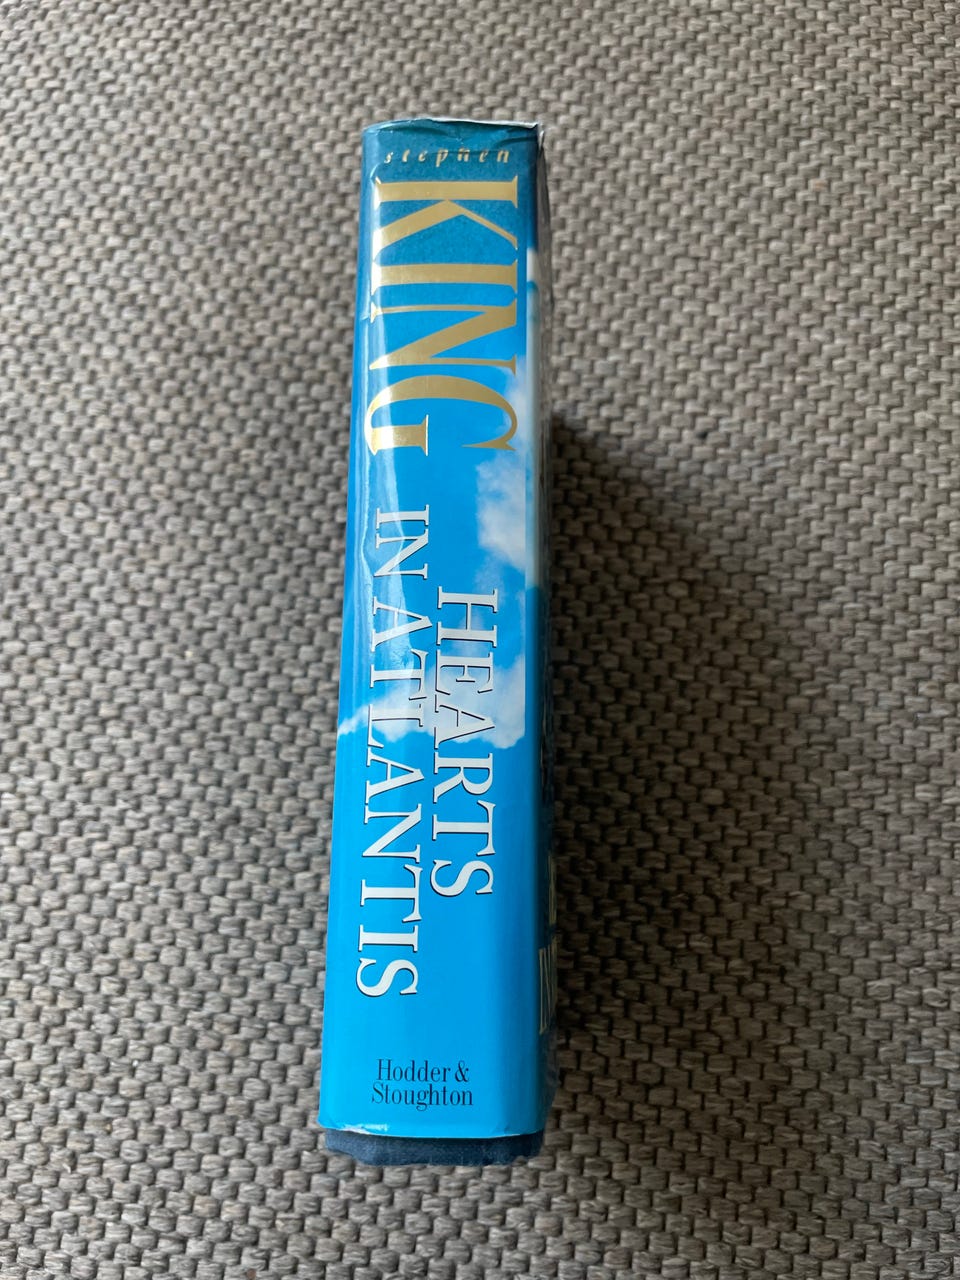 stephen
KING
HEARTS
IN ATLANTIS
Hodder &
Stoughton